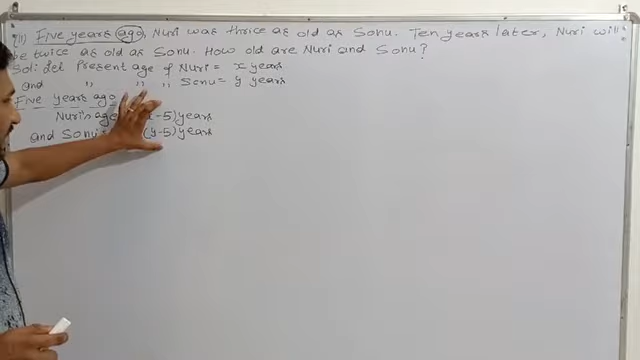 (ii) Five years ago, Nuri was thrice as old as Sonu. Ten years later, Nuri will
be twice as old as Sonu. How old are Nuri and Sonu?
Sol: Let Present age of Nuri = x years
and " " " Sonu = y years
Five years ago
Nuri's age x-5) years
and Sonu's (y-5) years